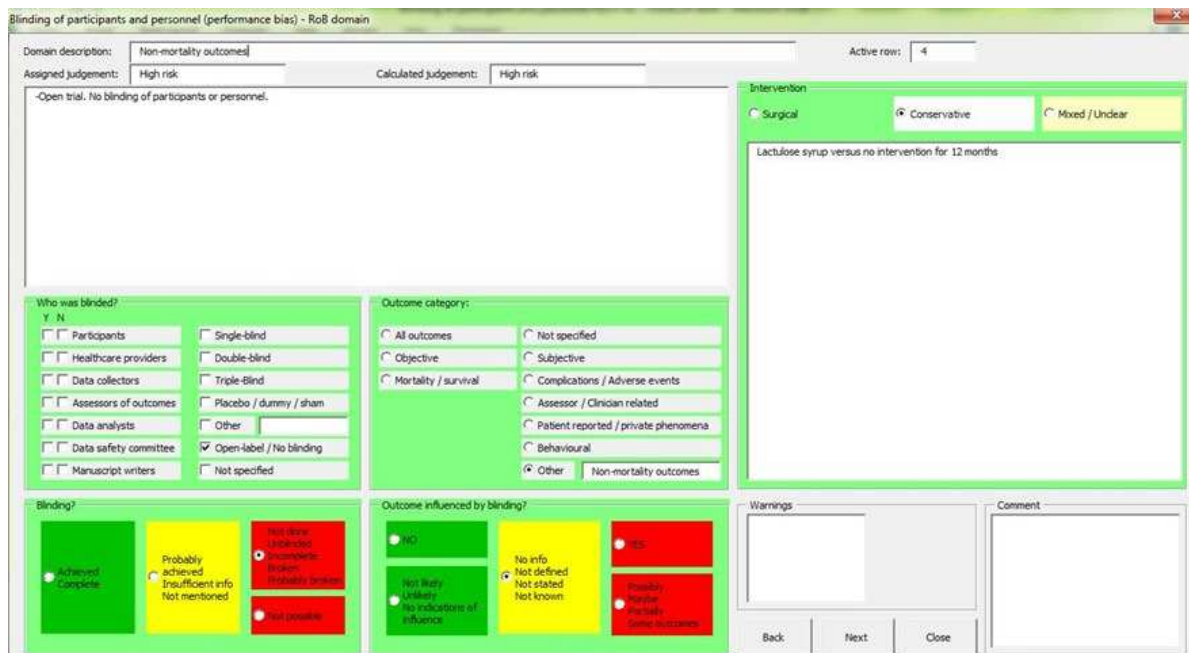 Blinding of participants and personnel (performance bias) - RoB domain
Domain description: Non-mortality outcomes
Active row: 4
Assigned judgement: High risk
Calculated judgement: High risk
-Open trial. No blinding of participants or personnel.
Intervention
Surgical
Conservative
Mixed / Unclear
Lactulose syrup versus no intervention for 12 months
Who was blinded?
Y N
Participants
Single-blind
Healthcare providers
Double-blind
Data collectors
Triple-Blind
Assessors of outcomes
Placebo / dummy / sham
Data analysts
Other
Data safety committee
Open-label / No blinding
Manuscript writers
Not specified
Outcome category:
All outcomes
Not specified
Objective
Subjective
Mortality / survival
Complications / Adverse events
Assessor / Clinician related
Patient reported / private phenomena
Behavioural
Other
Non-mortality outcomes
Blinding?
Achieved
Complete
Probably
achieved
Insufficient info
Not mentioned
Not done
Unblinded
Incomplete
Broken
Probably broken
Not possible
Outcome influenced by blinding?
NO
Not likely
Unlikely
No indications of
influence
No info
Not defined
Not stated
Not known
YES
Possibly
Maybe
Partially
Some outcomes
Warnings
Comment
Back
Next
Close